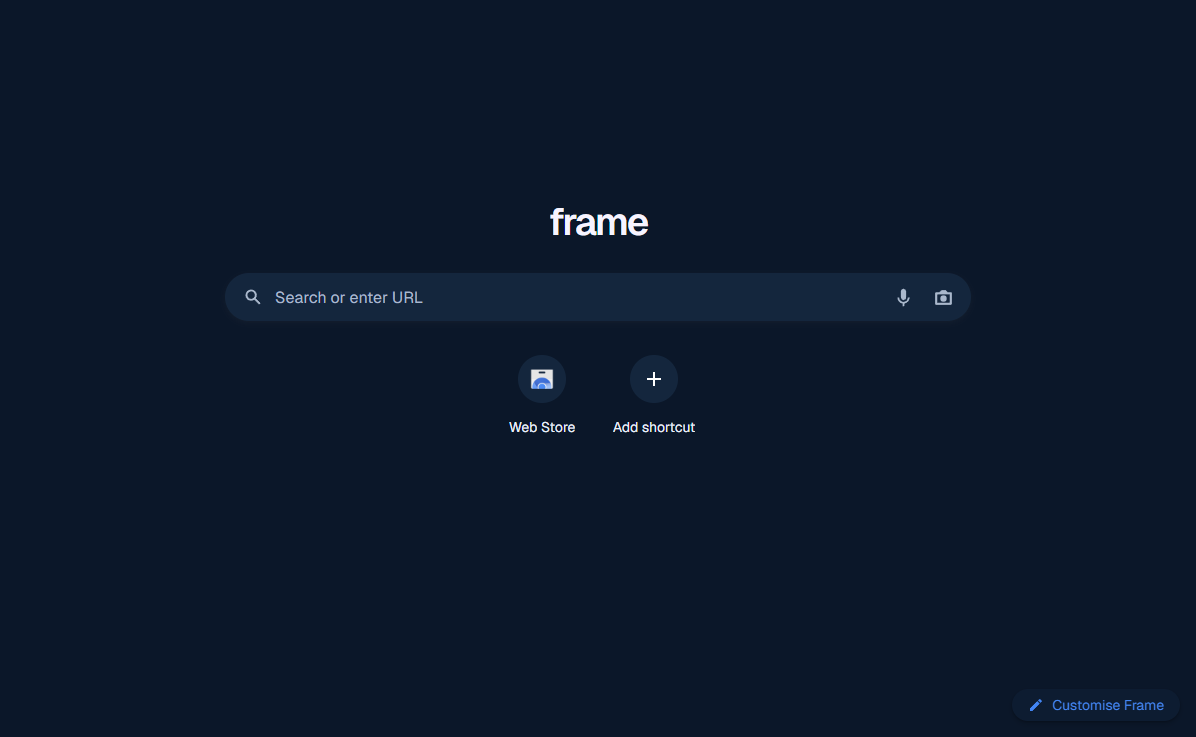 frame
Search or enter URL
Web Store
Add shortcut
Customise Frame